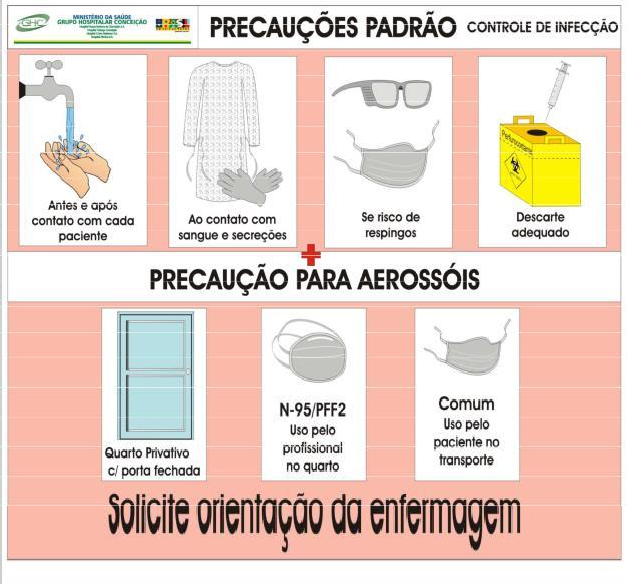 GHC
MINISTÉRIO DA SAÚDE
GRUPO HOSPITALAR CONCEIÇÃO
PRECAUÇÕES PADRÃO
CONTROLE DE INFECÇÃO
Antes e após
contato com cada
paciente
Ao contato com
sangue e secreções
Se risco de
respingos
Perfurocortante
Descarte
adequado
PRECAUÇÃO PARA AEROSSÓIS
Quarto Privativo
c/ porta fechada
N-95/PFF2
Uso pelo
profissional
no quarto
Comum
Uso pelo
paciente no
transporte
Solicite orientação da enfermagem